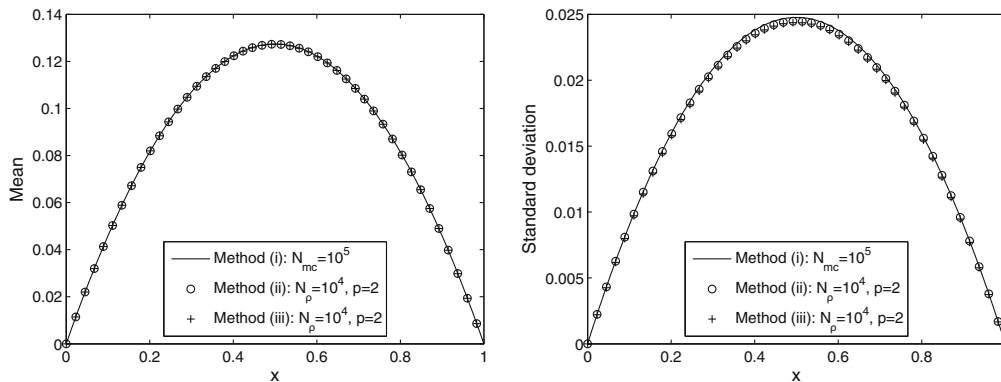 0.14
0.12
0.1
0.08
0.06
0.04
0.02
0
Mean
0 0.2 0.4 0.6 0.8 1
x
Method (i): N_mc=10^5
Method (ii): N_ρ=10^4, p=2
Method (iii): N_ρ=10^4, p=2
0.025
0.02
0.015
0.01
0.005
0
Standard deviation
0 0.2 0.4 0.6 0.8
x
Method (i): N_mc=10^5
Method (ii): N_ρ=10^4, p=2
Method (iii): N_ρ=10^4, p=2